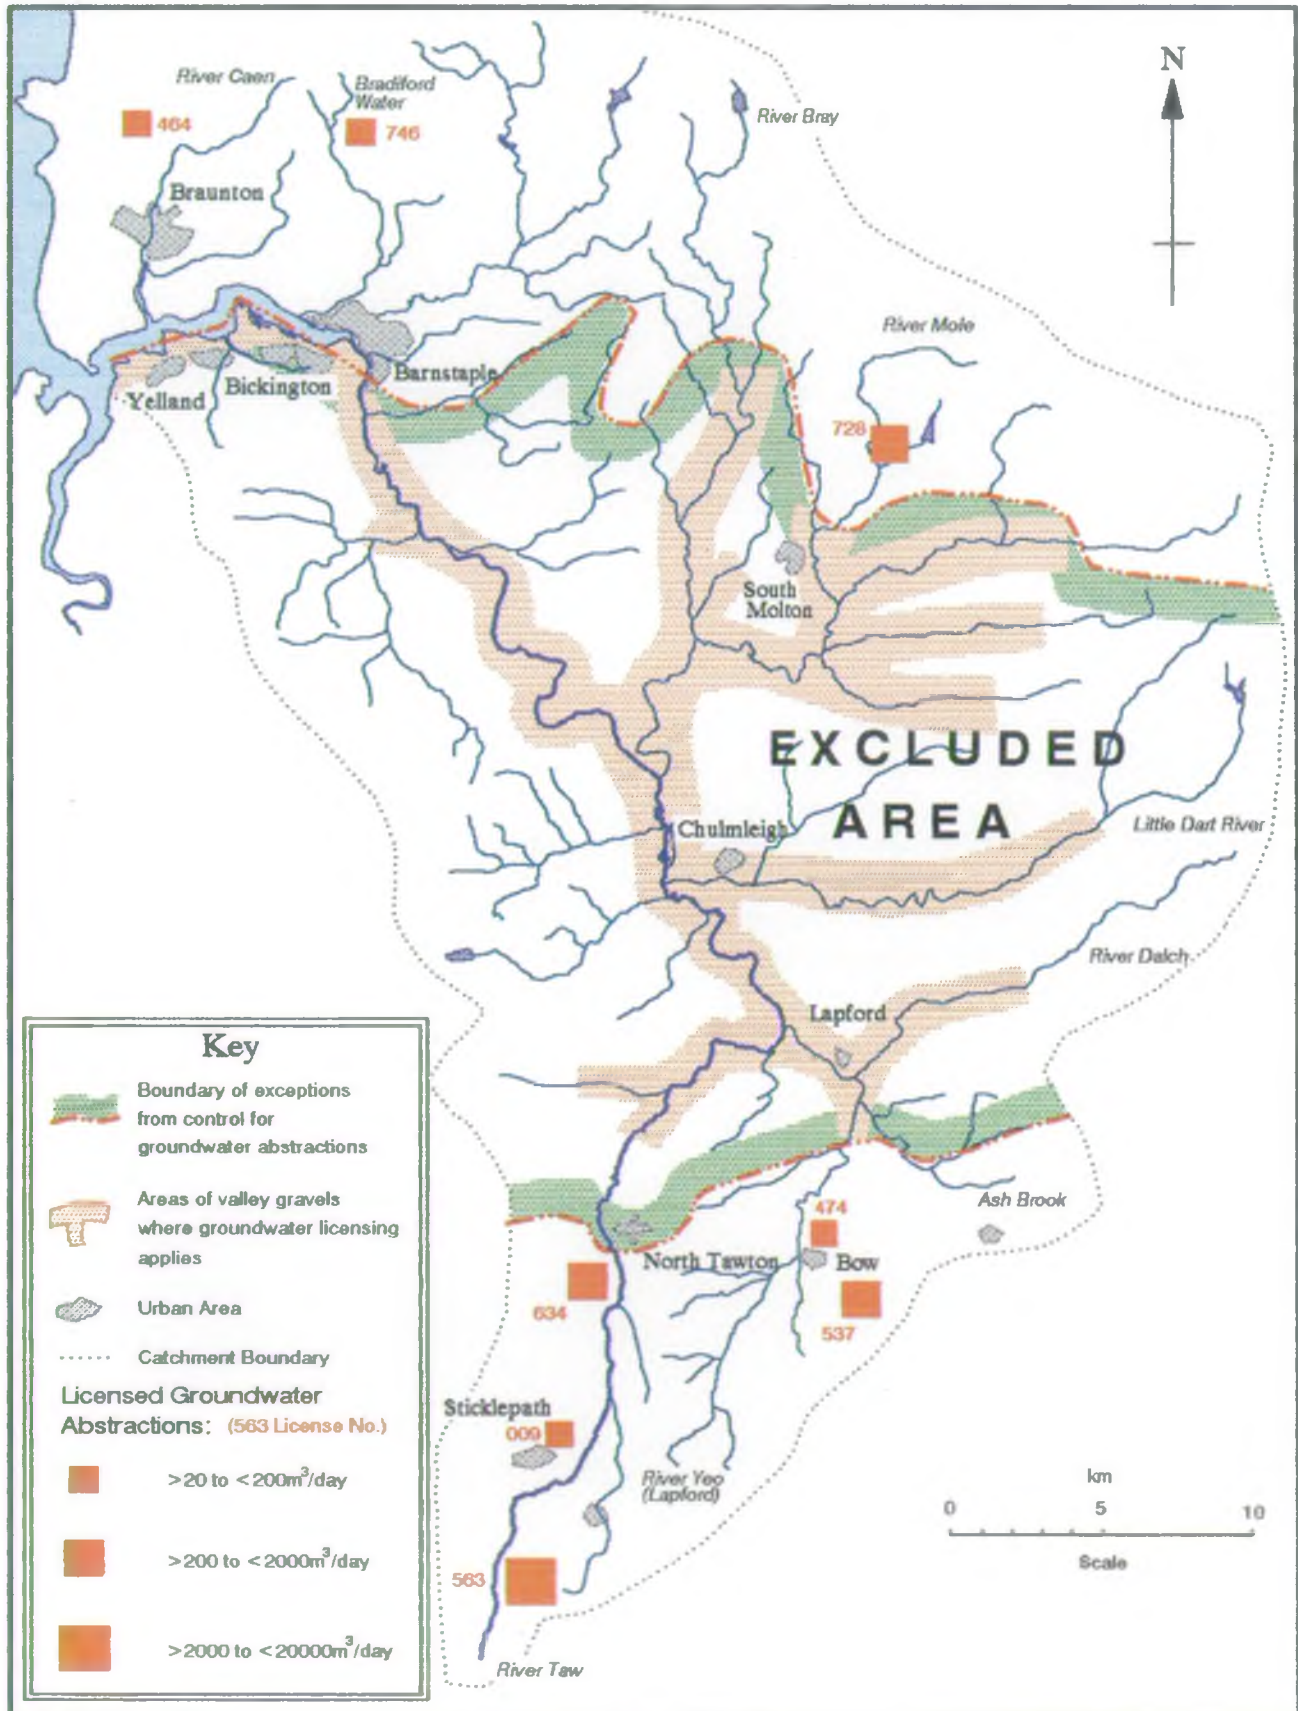 N
River Caen
Bradiford
Water
River Bray
464
746
Braunton
River Mole
Barnstaple
Bickington
Yelland
728
South
Molton
EXCLUDED
AREA
Chulmleigh
Little Dart River
River Dalch
Lapford
Ash Brook
474
North Tawton
Bow
634
537
Sticklepath
009
River Yeo
(Lapford)
563
River Taw
km
0 5 10
Scale
Key
Boundary of exceptions
from control for
groundwater abstractions
Areas of valley gravels
where groundwater licensing
applies
Urban Area
Catchment Boundary
Licensed Groundwater
Abstractions: (563 License No.)
>20 to <200m³/day
>200 to <2000m³/day
>2000 to <20000m³/day